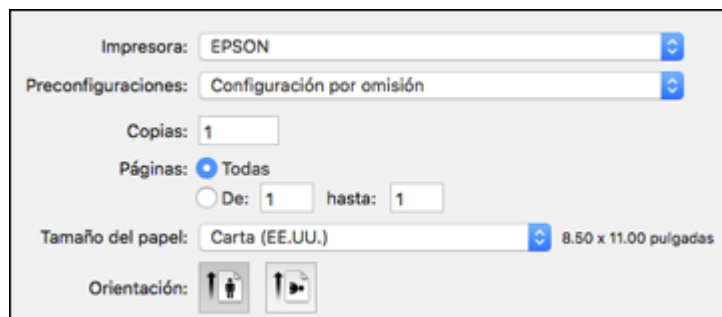 Impresora: EPSON
Preconfiguraciones: Configuración por omisión
Copias: 1
Páginas: Todas
De: 1 hasta: 1
Tamaño del papel: Carta (EE.UU.) 8.50 x 11.00 pulgadas
Orientación: